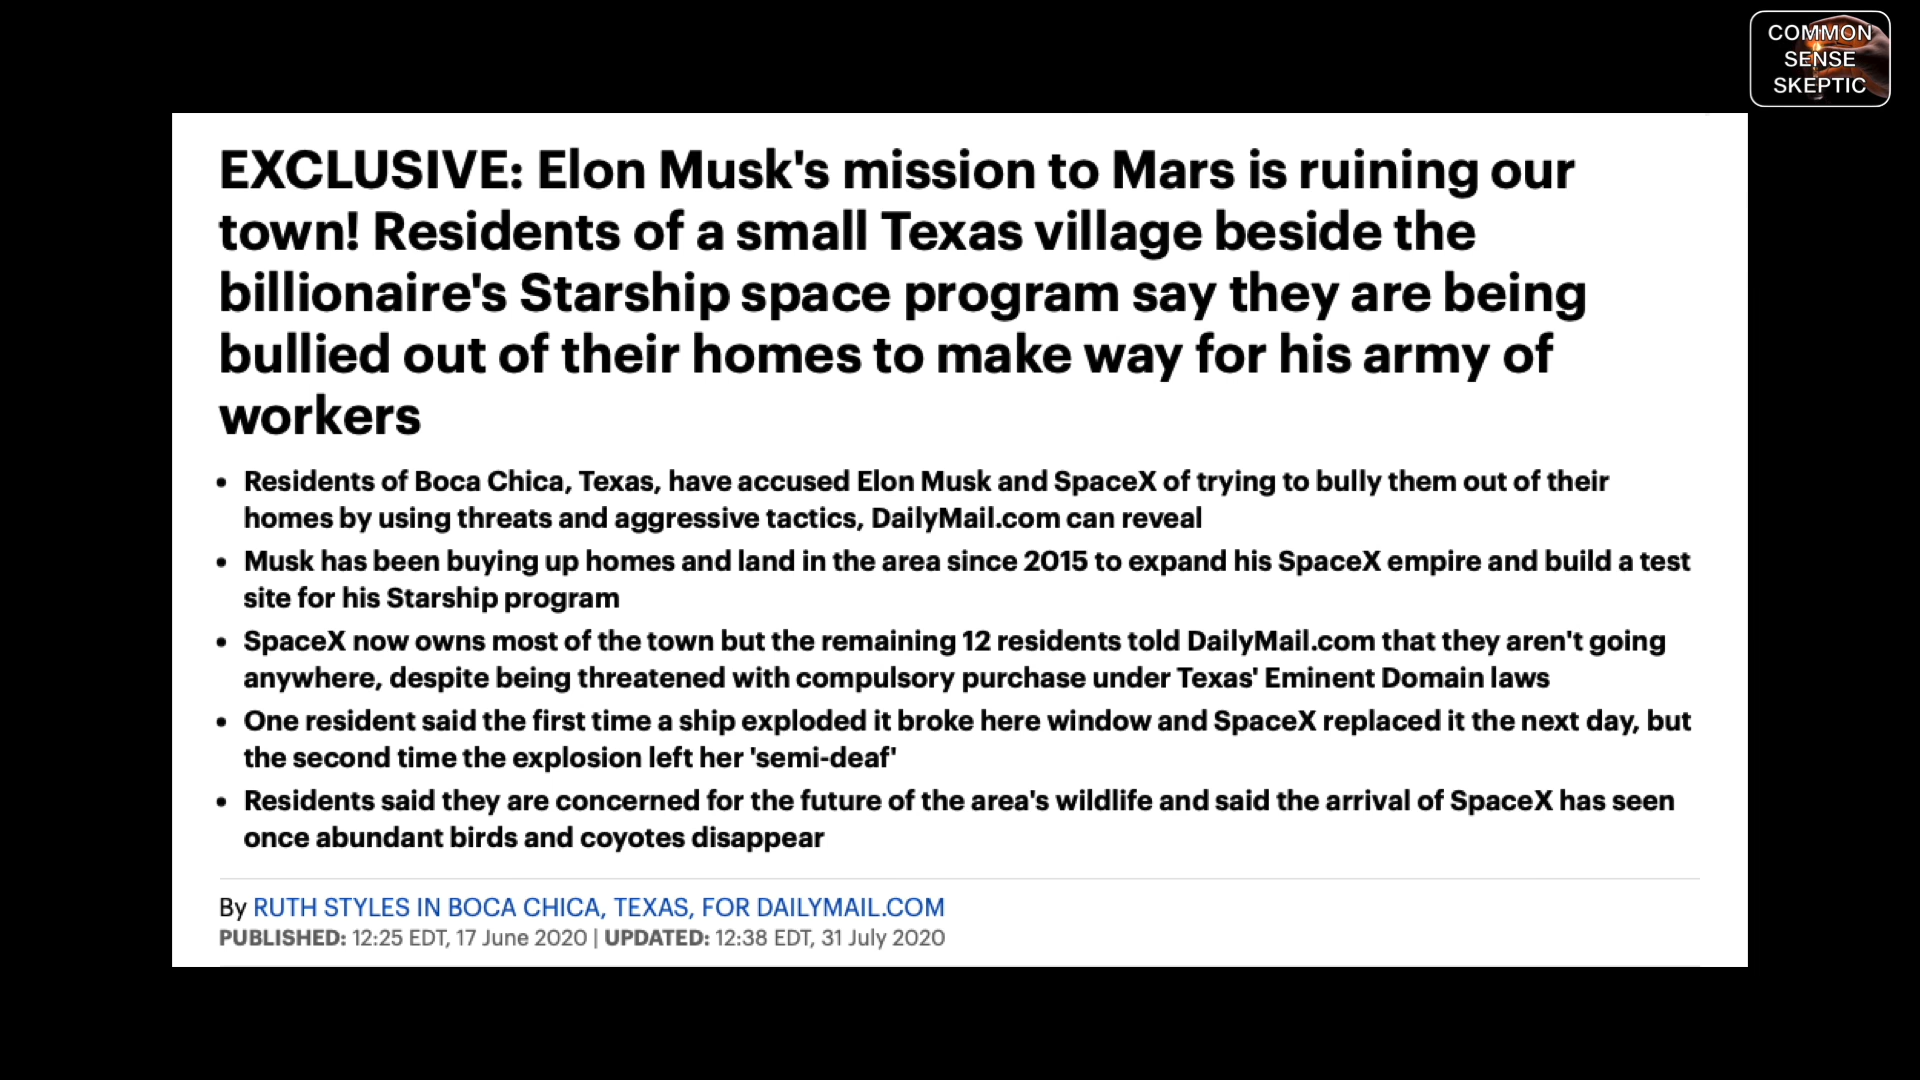 COMMON
SENSE
SKEPTIC
EXCLUSIVE: Elon Musk's mission to Mars is ruining our
town! Residents of a small Texas village beside the
billionaire's Starship space program say they are being
bullied out of their homes to make way for his army of
workers
• Residents of Boca Chica, Texas, have accused Elon Musk and SpaceX of trying to bully them out of their
homes by using threats and aggressive tactics, DailyMail.com can reveal
• Musk has been buying up homes and land in the area since 2015 to expand his SpaceX empire and build a test
site for his Starship program
• SpaceX now owns most of the town but the remaining 12 residents told DailyMail.com that they aren't going
anywhere, despite being threatened with compulsory purchase under Texas' Eminent Domain laws
• One resident said the first time a ship exploded it broke here window and SpaceX replaced it the next day, but
the second time the explosion left her 'semi-deaf'
• Residents said they are concerned for the future of the area's wildlife and said the arrival of SpaceX has seen
once abundant birds and coyotes disappear
By RUTH STYLES IN BOCA CHICA, TEXAS, FOR DAILYMAIL.COM
PUBLISHED: 12:25 EDT, 17 June 2020 | UPDATED: 12:38 EDT, 31 July 2020